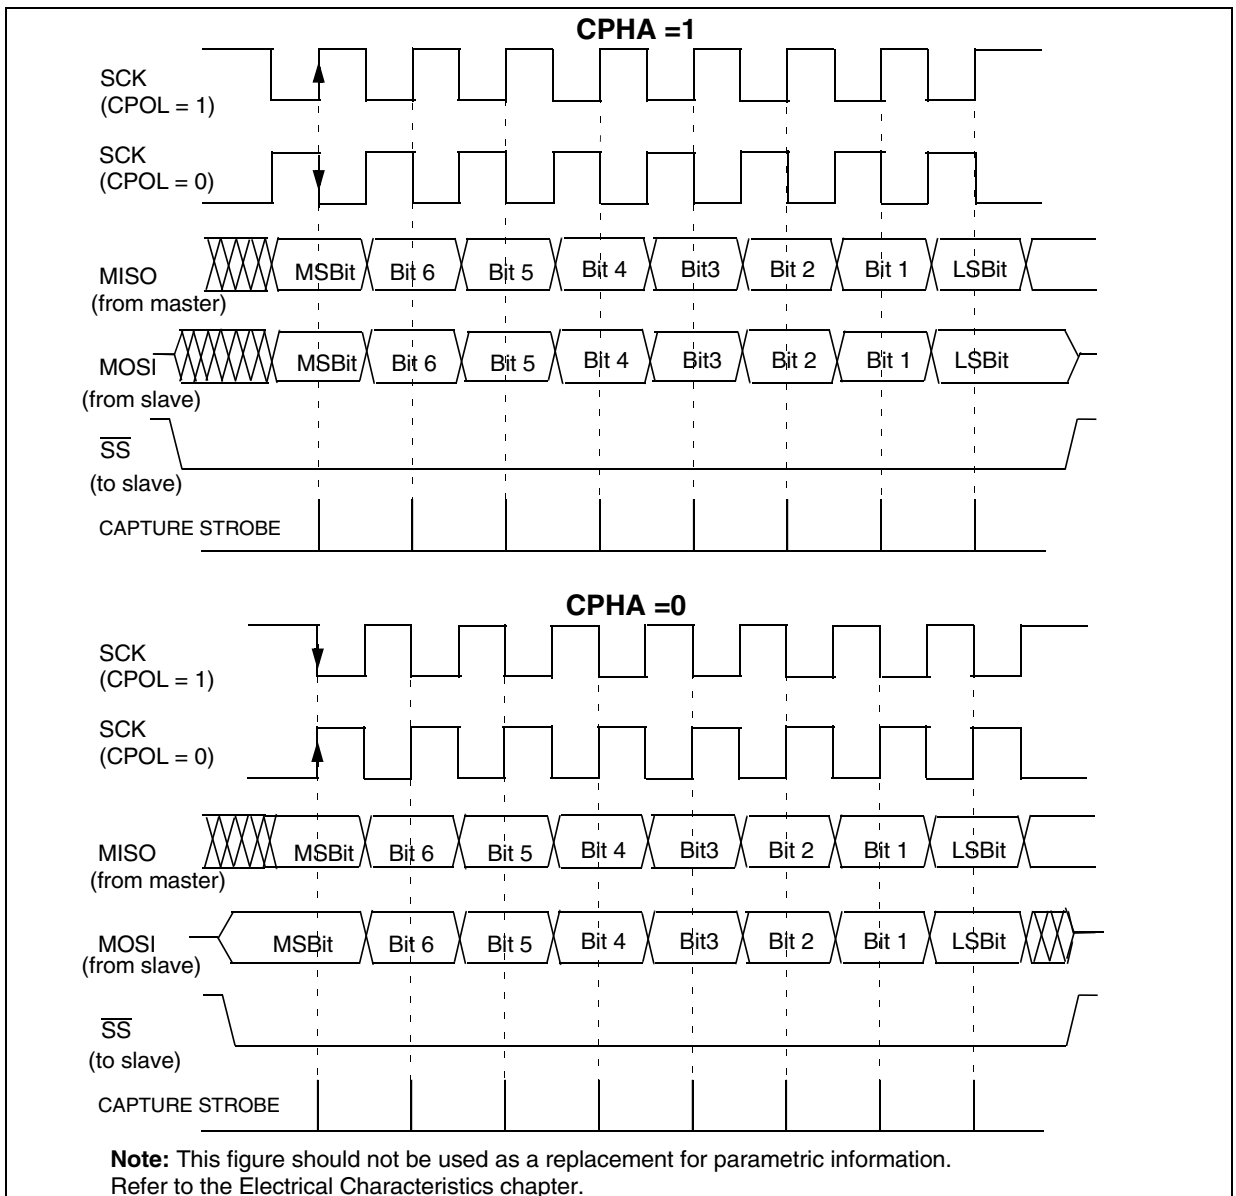 CPHA =1
SCK
(CPOL = 1)
SCK
(CPOL = 0)
MISO
(from master)
MSBit Bit 6 Bit 5 Bit 4 Bit3 Bit 2 Bit 1 LSBit
MOSI
(from slave)
MSBit Bit 6 Bit 5 Bit 4 Bit3 Bit 2 Bit 1 LSBit
SS
(to slave)
CAPTURE STROBE
CPHA =0
SCK
(CPOL = 1)
SCK
(CPOL = 0)
MISO
(from master)
MSBit Bit 6 Bit 5 Bit 4 Bit3 Bit 2 Bit 1 LSBit
MOSI
(from slave)
MSBit Bit 6 Bit 5 Bit 4 Bit3 Bit 2 Bit 1 LSBit
SS
(to slave)
CAPTURE STROBE
Note: This figure should not be used as a replacement for parametric information.
Refer to the Electrical Characteristics chapter.